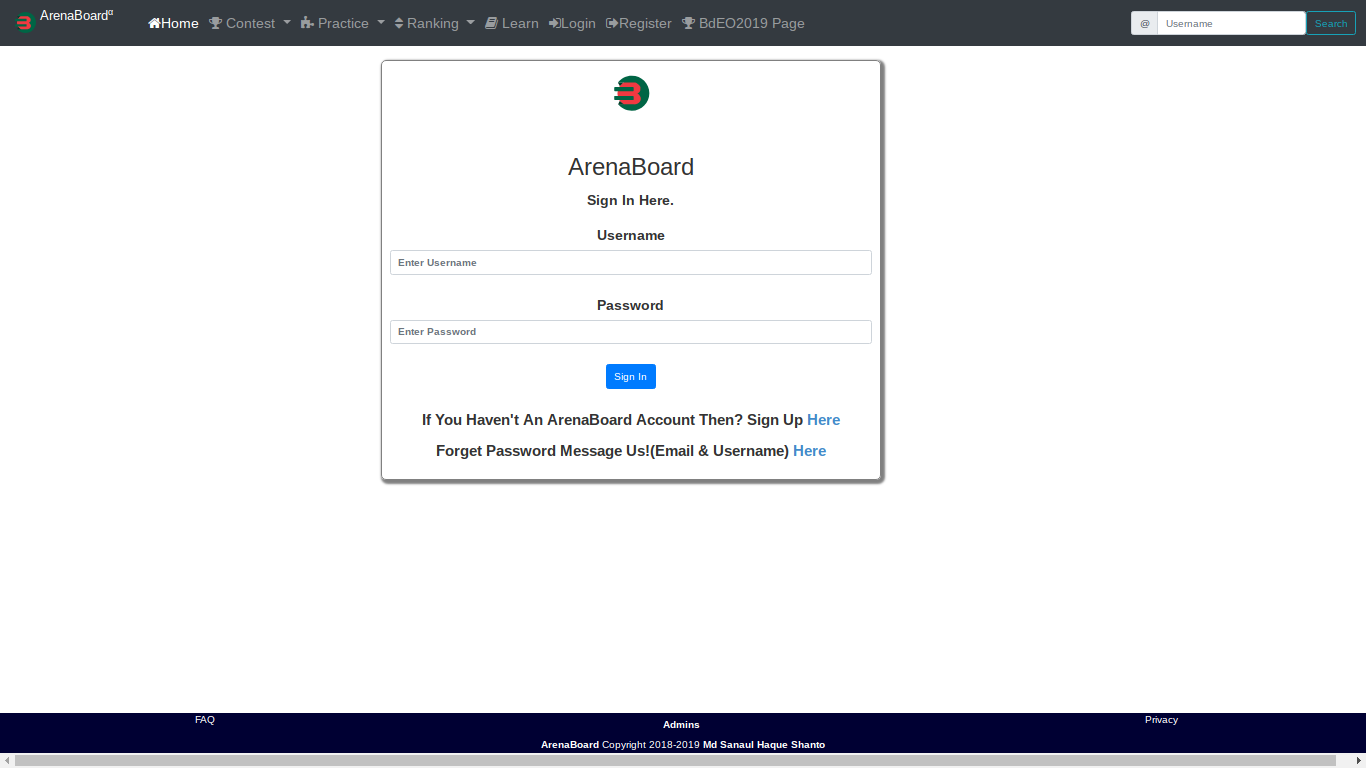 ArenaBoardα Home Contest Practice Ranking Learn Login Register BdEO2019 Page @ Username Search
ArenaBoard
Sign In Here.
Username
Enter Username
Password
Enter Password
Sign In
If You Haven't An ArenaBoard Account Then? Sign Up Here
Forget Password Message Us!(Email & Username) Here
FAQ Admins Privacy
ArenaBoard Copyright 2018-2019 Md Sanaul Haque Shanto